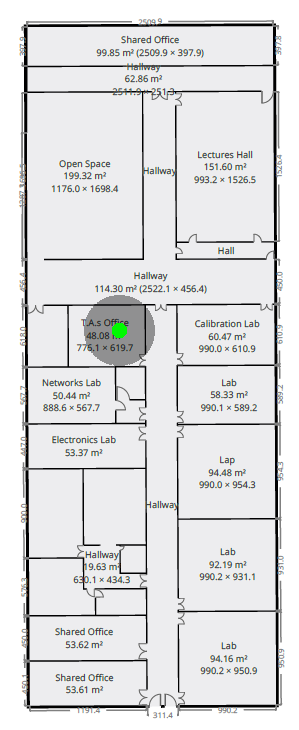 2509.9
Shared Office
99.85 m² (2509.9 × 397.9)
397.9
397.8
Hallway
62.86 m²
2511.9 × 251.3
Open Space
199.32 m²
1176.0 × 1698.4
Hallway
Lectures Hall
151.60 m²
993.2 × 1526.5
1526.4
Hall
Hallway
114.30 m² (2522.1 × 456.4)
456.4
450.0
T.A.s Office
48.08 m²
776.1 × 619.7
618.0
Calibration Lab
60.47 m²
990.0 × 610.9
610.9
Networks Lab
50.44 m²
888.6 × 567.7
567.7
Lab
58.33 m²
990.1 × 589.2
589.2
Electronics Lab
53.37 m²
447.0
Lap
94.48 m²
990.0 × 954.3
954.3
Hallway
900.0
Hallway
19.63 m²
630.1 × 434.3
576.3
Lab
92.19 m²
990.2 × 931.1
931.0
Shared Office
53.62 m²
450.0
Lab
94.16 m²
990.2 × 950.9
950.9
Shared Office
53.61 m²
450.1
1191.4
311.4
990.2